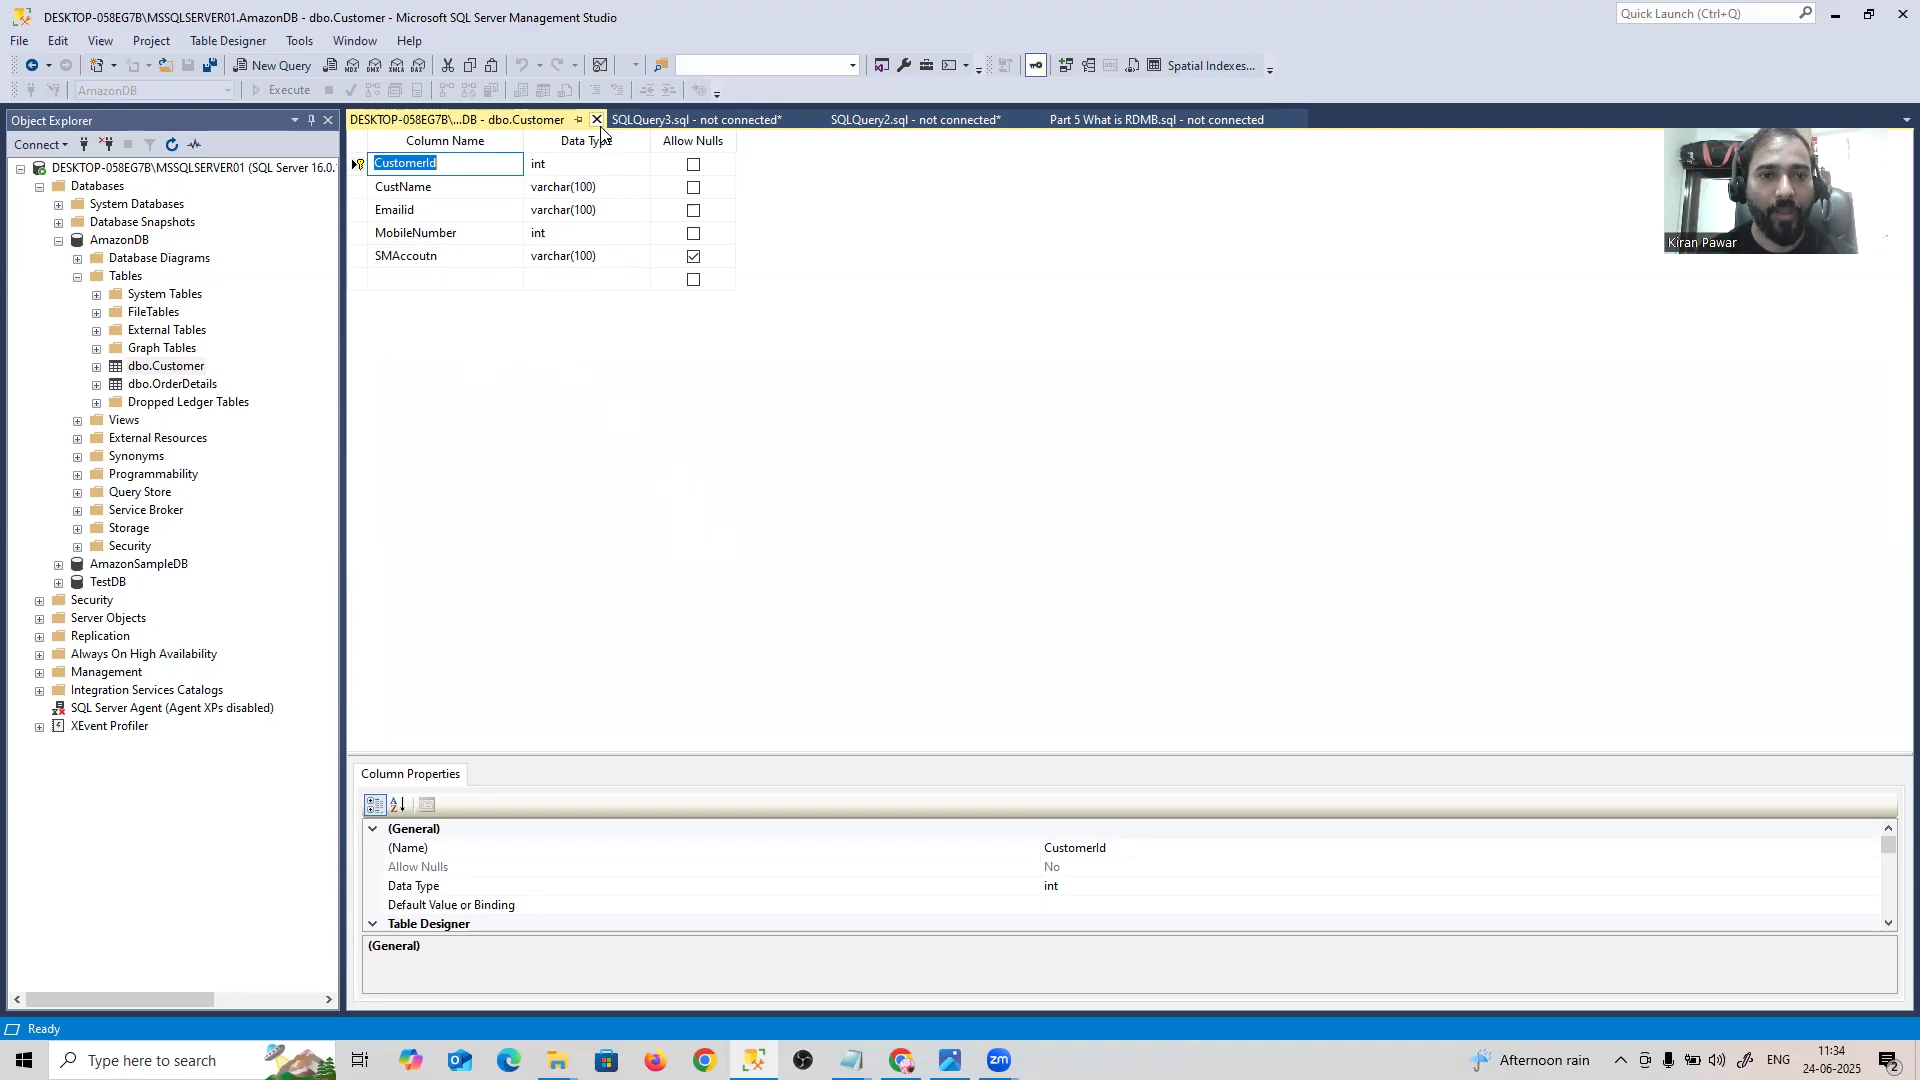 DESKTOP-058EG7B\MSSQLSERVER01.AmazonDB - dbo.Customer - Microsoft SQL Server Management Studio
Quick Launch (Ctrl+Q)
File Edit View Project Table Designer Tools Window Help
New Query
Spatial Indexes...
AmazonDB
Execute
Object Explorer
DESKTOP-058EG7B\...DB - dbo.Customer
SQLQuery3.sql - not connected*
SQLQuery2.sql - not connected*
Part 5 What is RDMB.sql - not connected
Connect
DESKTOP-058EG7B\MSSQLSERVER01 (SQL Server 16.0.
Databases
System Databases
Database Snapshots
AmazonDB
Database Diagrams
Tables
System Tables
FileTables
External Tables
Graph Tables
dbo.Customer
dbo.OrderDetails
Dropped Ledger Tables
Views
External Resources
Synonyms
Programmability
Query Store
Service Broker
Storage
Security
AmazonSampleDB
TestDB
Security
Server Objects
Replication
Always On High Availability
Management
Integration Services Catalogs
SQL Server Agent (Agent XPs disabled)
XEvent Profiler
Column Name Data Type Allow Nulls
CustomerId int
CustName varchar(100)
Emailid varchar(100)
MobileNumber int
SMAccoutn varchar(100)
Kiran Pawar
Column Properties
(General)
(Name) CustomerId
Allow Nulls No
Data Type int
Default Value or Binding
Table Designer
(General)
Ready
Type here to search
zm
Afternoon rain
ENG
11:34
24-06-2025
2